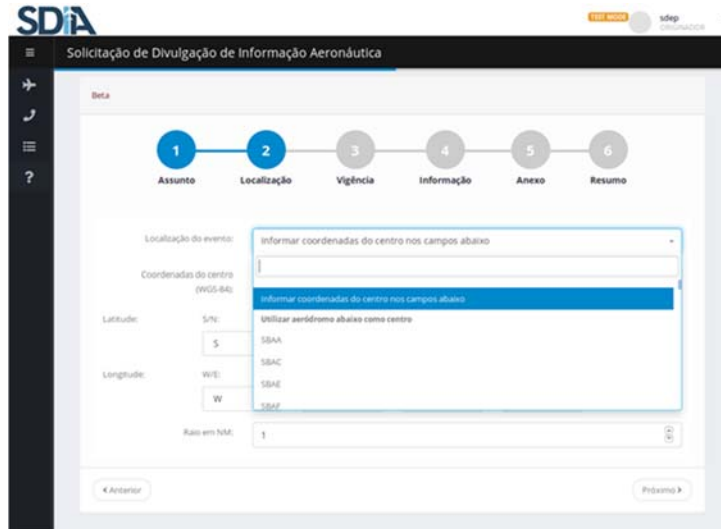 SDiA
TEST MODE
sdep
ORIGINADOR
Solicitação de Divulgação de Informação Aeronáutica
Beta
1 2 3 4 5 6
Assunto Localização Vigência Informação Anexo Resumo
Localização do evento:
Informar coordenadas do centro nos campos abaixo
Coordenadas do centro
(WGS-84):
Informar coordenadas do centro nos campos abaixo
Utilizar aeródromo abaixo como centro
SBAA
SBAC
SBAE
SBAF
Latitude: S/N:
S
Longitude: W/E:
W
Raio em NM: 1
Anterior
Próximo